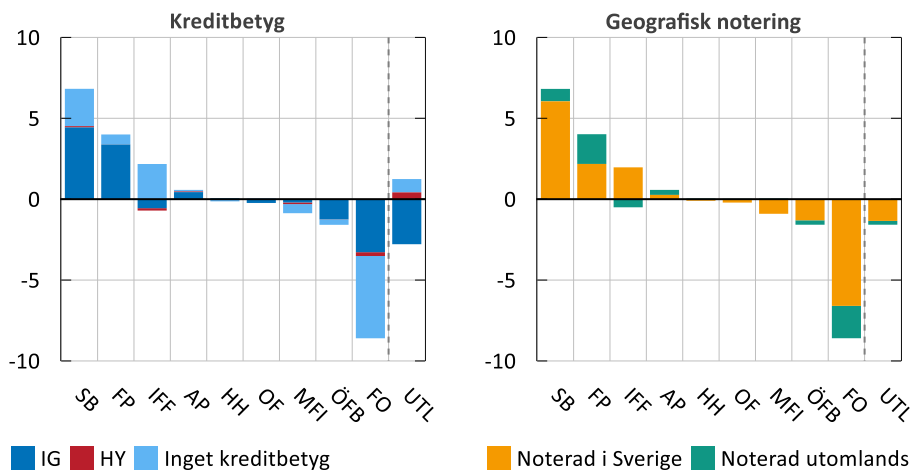 Kreditbetyg
10
5
0
-5
-10
SB FP IFF AP HH OF MFI ÖFB FO UTL
IG HY Inget kreditbetyg
Geografisk notering
10
5
0
-5
-10
SB FP IFF AP HH OF MFI ÖFB FO UTL
Noterad i Sverige Noterad utomlands